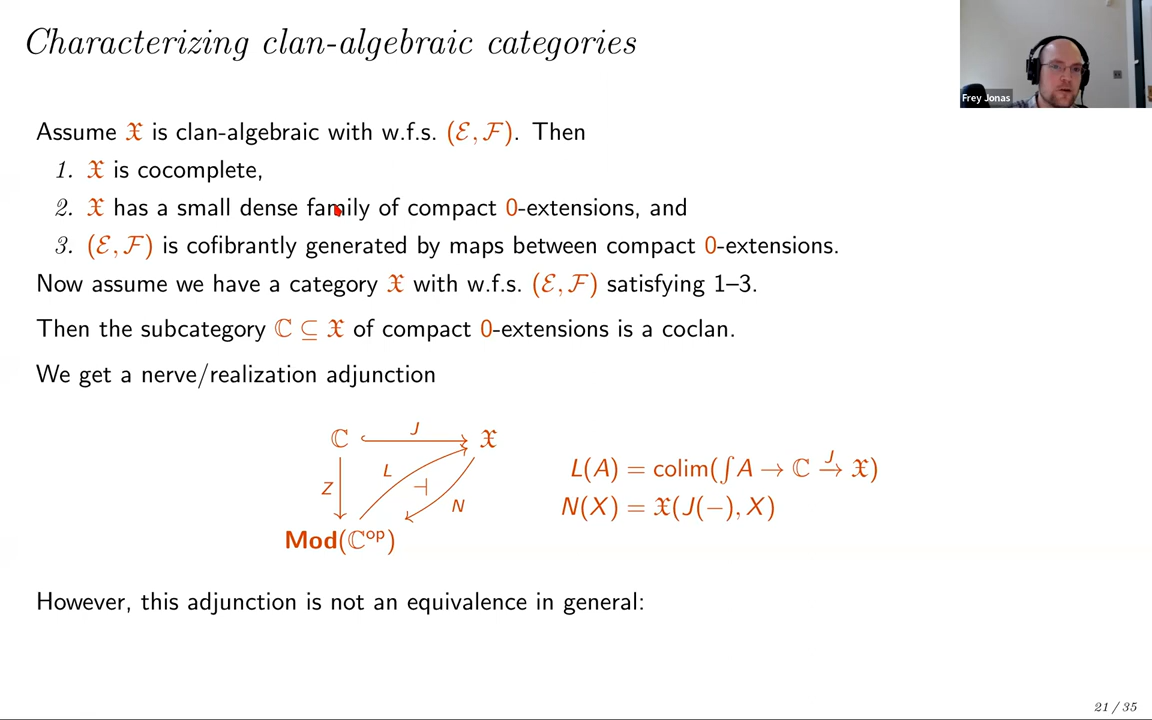 Characterizing clan-algebraic categories
Frey Jonas
Assume 𝔛 is clan-algebraic with w.f.s. (ℰ, ℱ). Then
1. 𝔛 is cocomplete,
2. 𝔛 has a small dense family of compact 0-extensions, and
3. (ℰ, ℱ) is cofibrantly generated by maps between compact 0-extensions.
Now assume we have a category 𝔛 with w.f.s. (ℰ, ℱ) satisfying 1–3.
Then the subcategory ℂ ⊆ 𝔛 of compact 0-extensions is a coclan.
We get a nerve/realization adjunction
ℂ J 𝔛
Z L ⊣ N
Mod(ℂ^op)
L(A) = colim(∫A → ℂ →^J 𝔛)
N(X) = 𝔛(J(−), X)
However, this adjunction is not an equivalence in general:
21 / 35